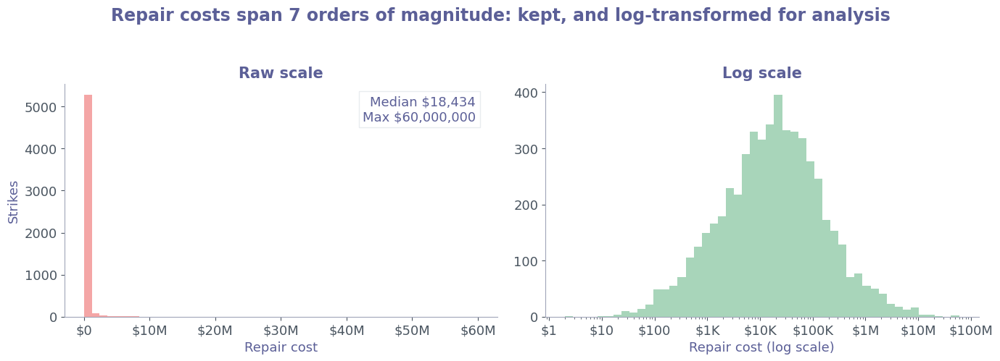 Repair costs span 7 orders of magnitude: kept, and log-transformed for analysis
Raw scale
Median $18,434
Max $60,000,000
5000
4000
3000
2000
1000
0
Strikes
$0 $10M $20M $30M $40M $50M $60M
Repair cost
Log scale
400
300
200
100
0
$1 $10 $100 $1K $10K $100K $1M $10M $100M
Repair cost (log scale)